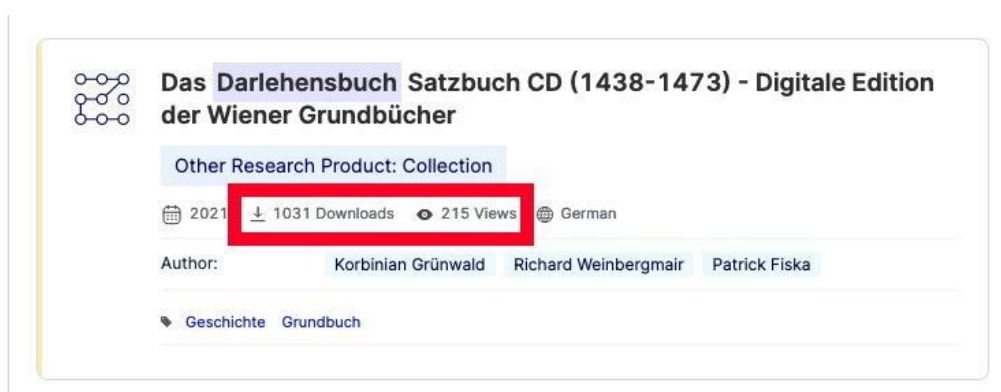 Das Darlehensbuch Satzbuch CD (1438-1473) - Digitale Edition
der Wiener Grundbücher
Other Research Product: Collection
2021 1031 Downloads 215 Views German
Author: Korbinian Grünwald Richard Weinbergmair Patrick Fiska
Geschichte Grundbuch